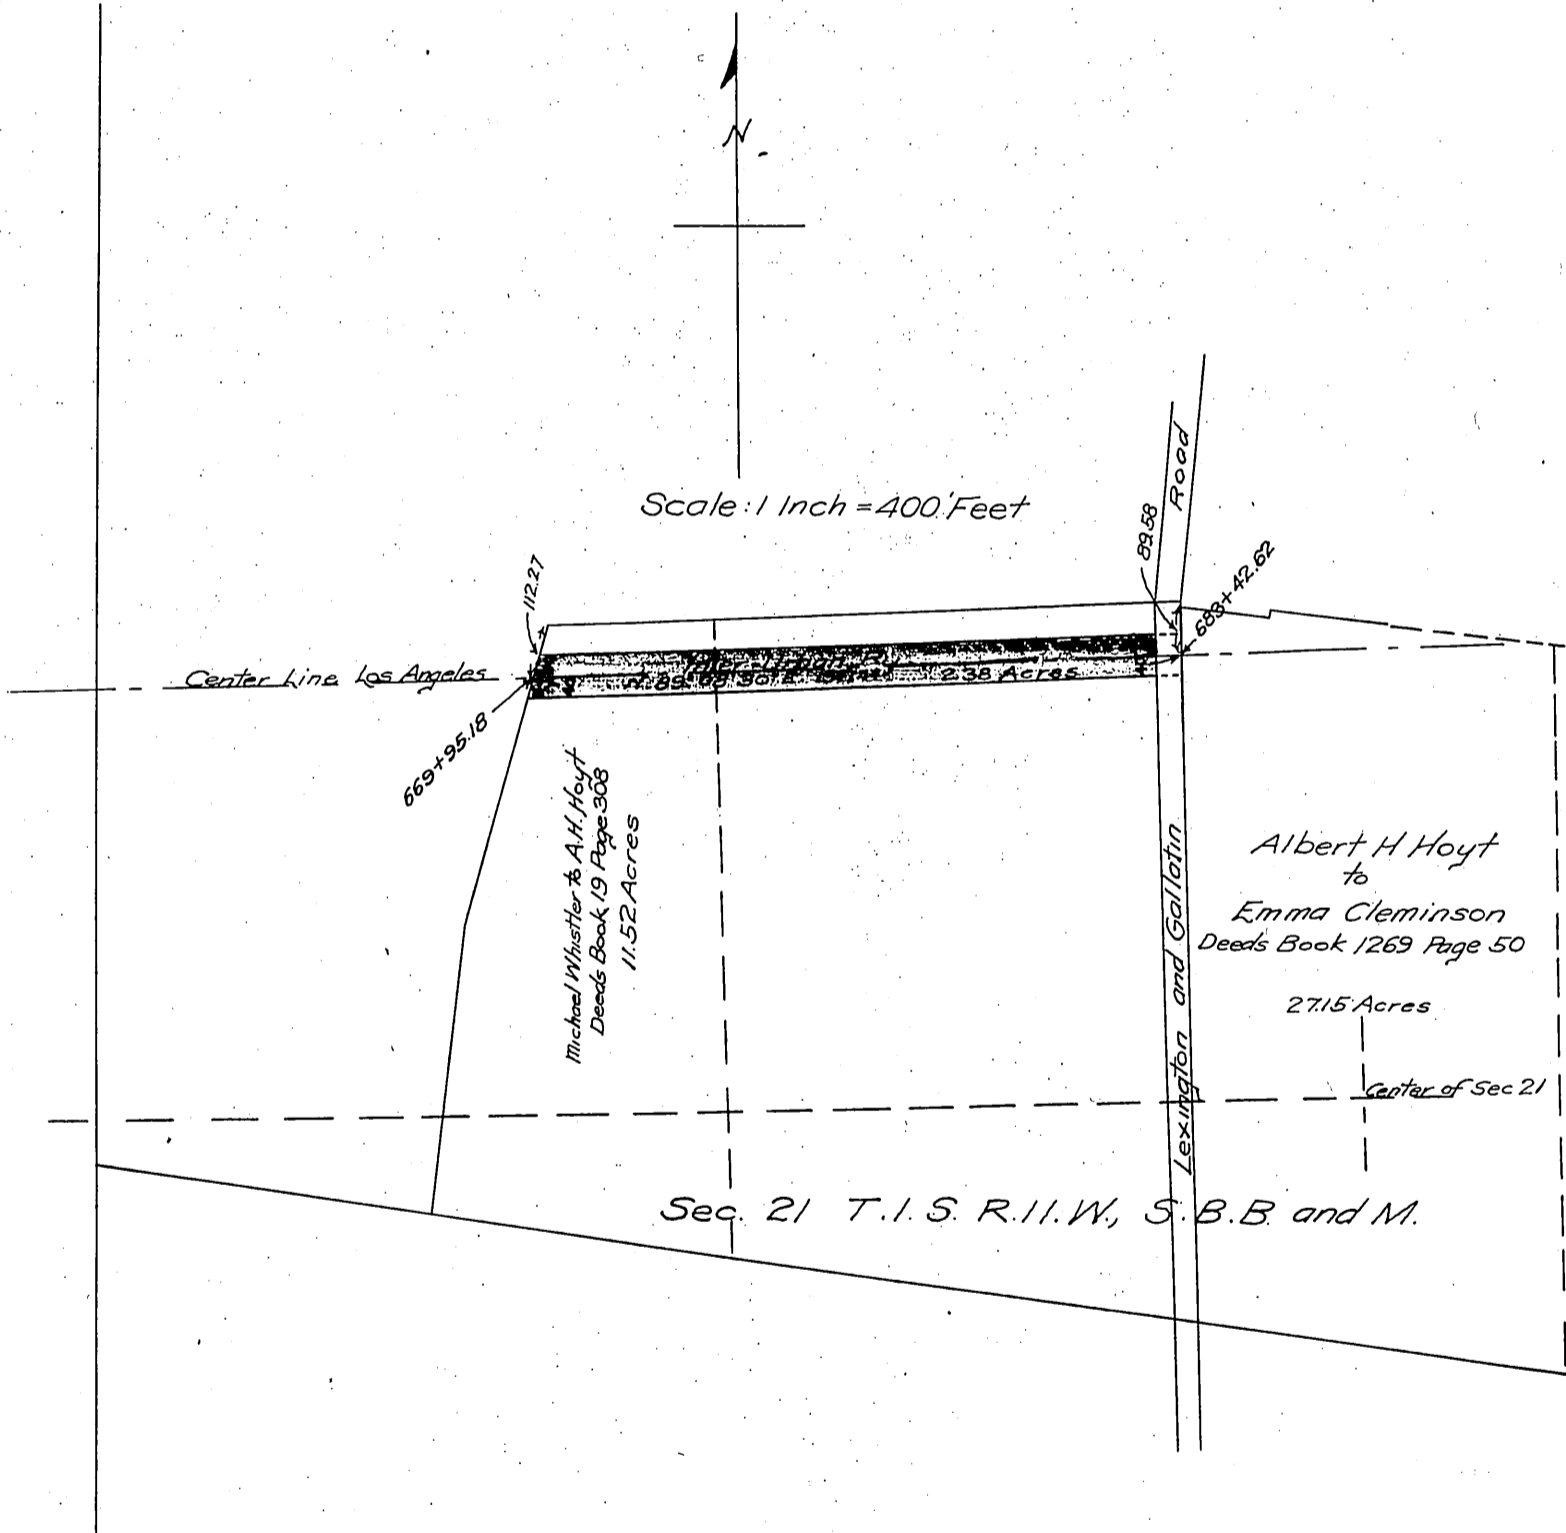 N.
Scale: 1 Inch = 400' Feet
Road
89.58
683+42.62
112.27
Center Line Los Angeles
Inter-Urban Ry
2.38 Acres
669+95.18
Michael Whistler to A.H. Hoyt
Deeds Book 19 Page 308
11.52 Acres
Lexington and Gallatin
Albert H Hoyt
to
Emma Cleminson
Deeds Book 1269 Page 50
27.15 Acres
Center of Sec 21
Sec. 21 T.1.S. R.11.W., S.B.B. and M.